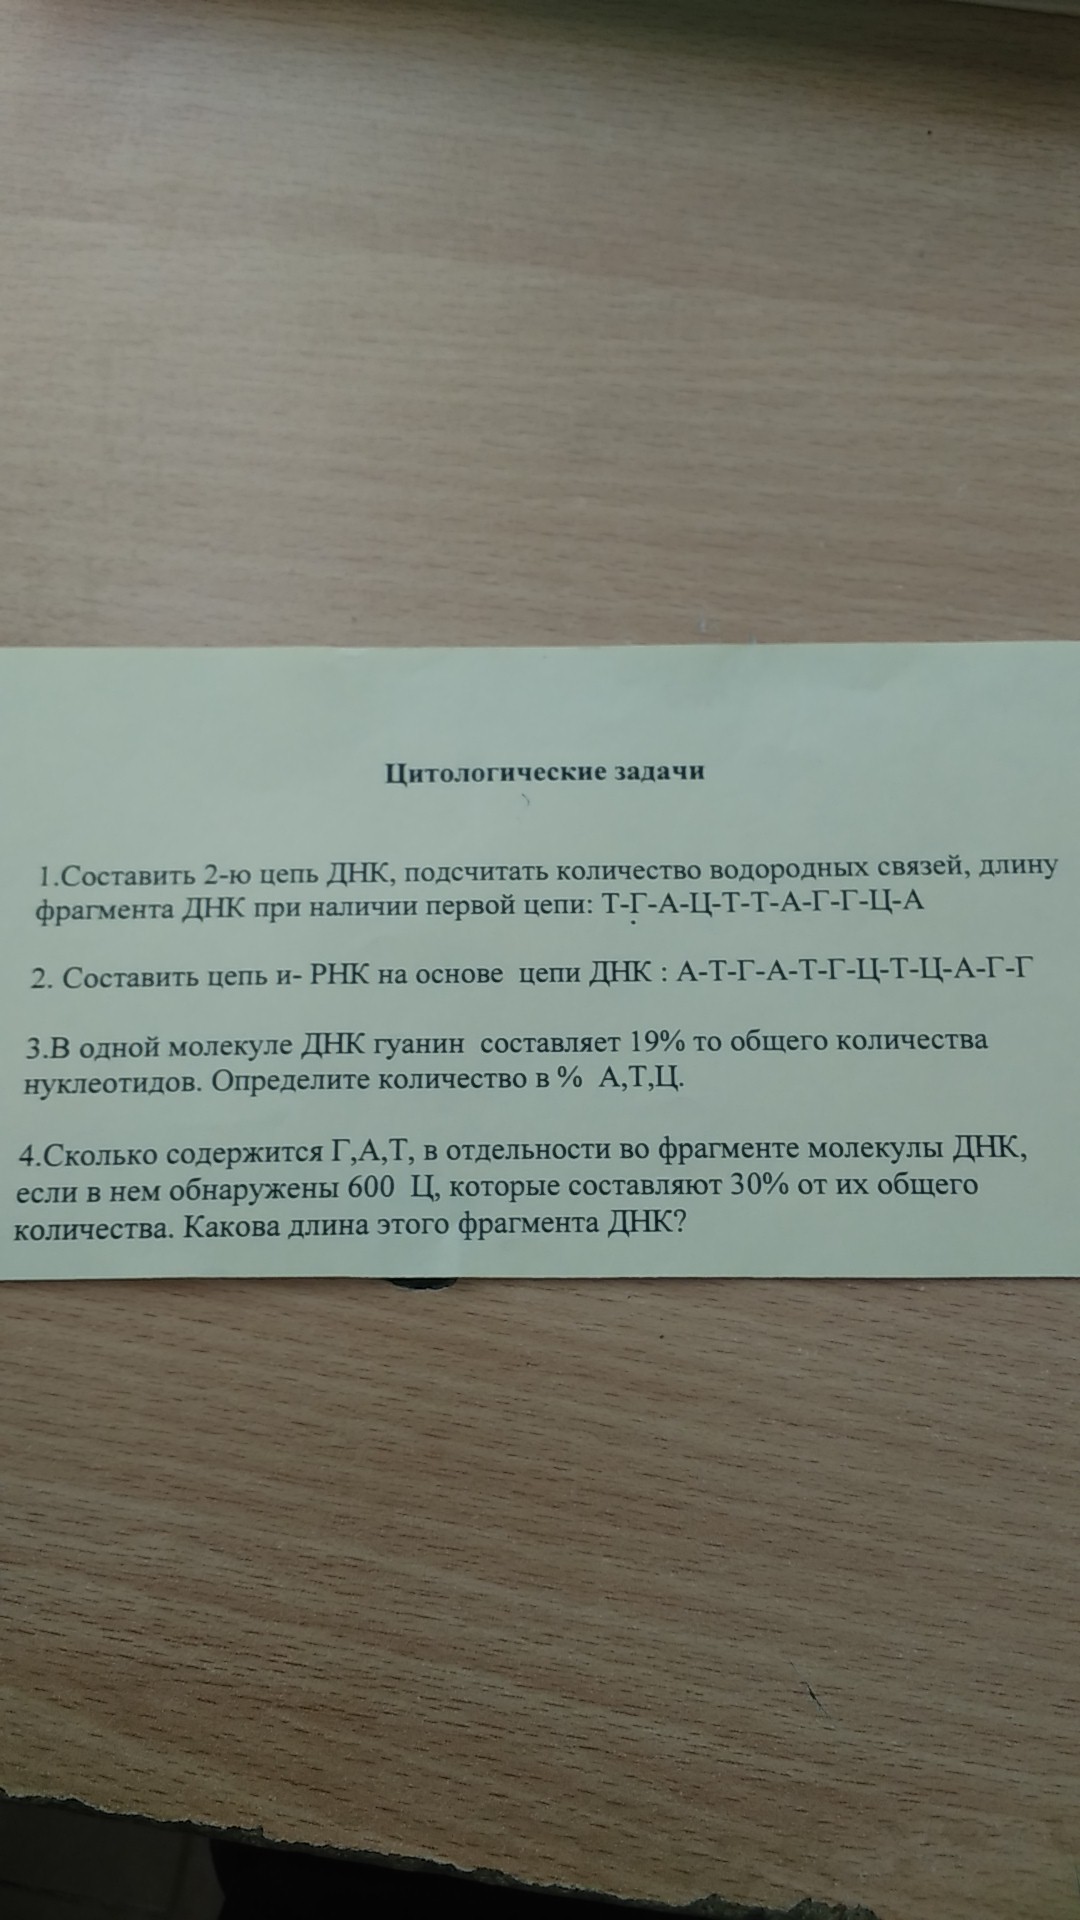 Цитологические задачи
1.Составить 2-ю цепь ДНК, подсчитать количество водородных связей, длину
фрагмента ДНК при наличии первой цепи: Т-Г-А-Ц-Т-Т-А-Г-Г-Ц-А
2. Составить цепь и- РНК на основе цепи ДНК : А-Т-Г-А-Т-Г-Ц-Т-Ц-А-Г-Г
3.В одной молекуле ДНК гуанин составляет 19% то общего количества
нуклеотидов. Определите количество в % А,Т,Ц.
4.Сколько содержится Г,А,Т, в отдельности во фрагменте молекулы ДНК,
если в нем обнаружены 600 Ц, которые составляют 30% от их общего
количества. Какова длина этого фрагмента ДНК?